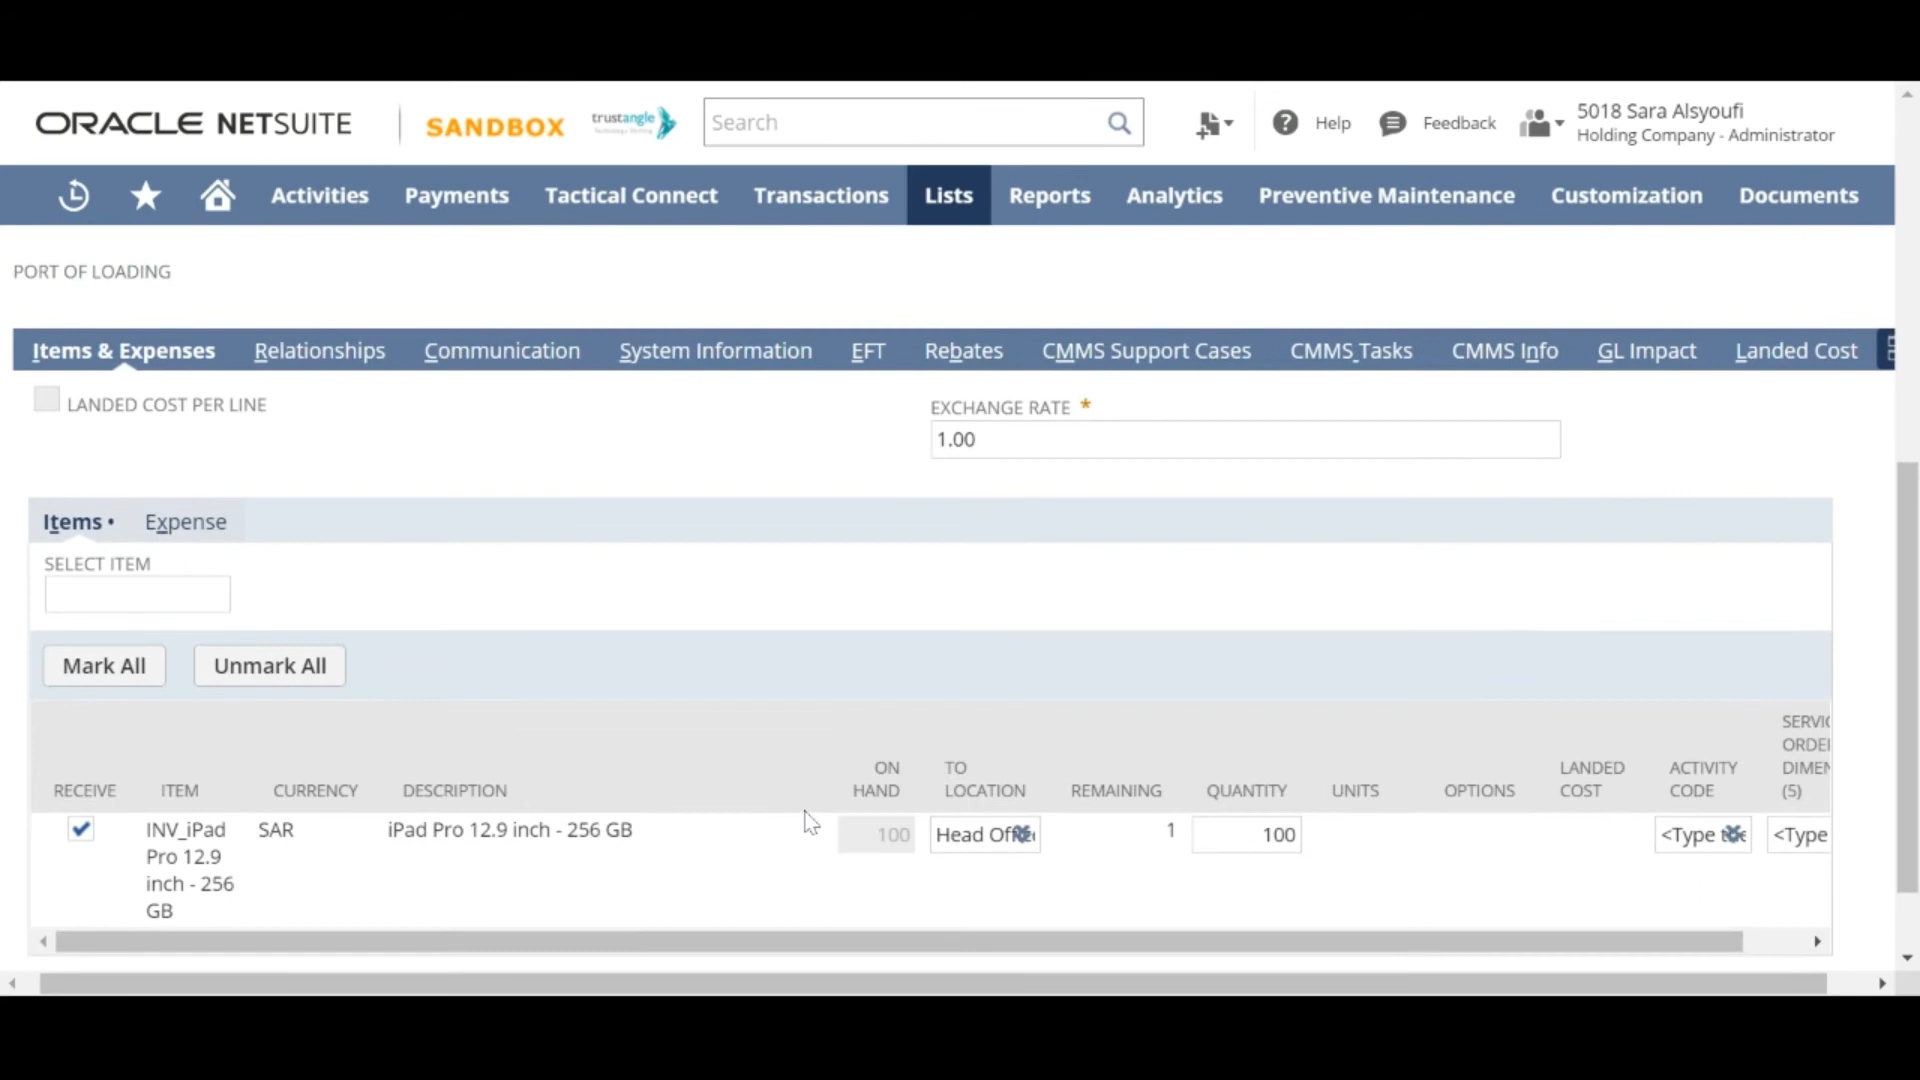 ORACLE NETSUITE
SANDBOX
trustangle
Search
Help
Feedback
5018 Sara Alsyoufi
Holding Company - Administrator
Activities
Payments
Tactical Connect
Transactions
Lists
Reports
Analytics
Preventive Maintenance
Customization
Documents
PORT OF LOADING
Items & Expenses
Relationships
Communication
System Information
EFT
Rebates
CMMS Support Cases
CMMS Tasks
CMMS Info
GL Impact
Landed Cost
LANDED COST PER LINE
EXCHANGE RATE *
1.00
Items •
Expense
SELECT ITEM
Mark All
Unmark All
RECEIVE
ITEM
CURRENCY
DESCRIPTION
ON
HAND
TO
LOCATION
REMAINING
QUANTITY
UNITS
OPTIONS
LANDED
COST
ACTIVITY
CODE
(5)
INV_iPad
Pro 12.9
inch - 256
GB
SAR
iPad Pro 12.9 inch - 256 GB
100
Head
1
100
<Type
<Type